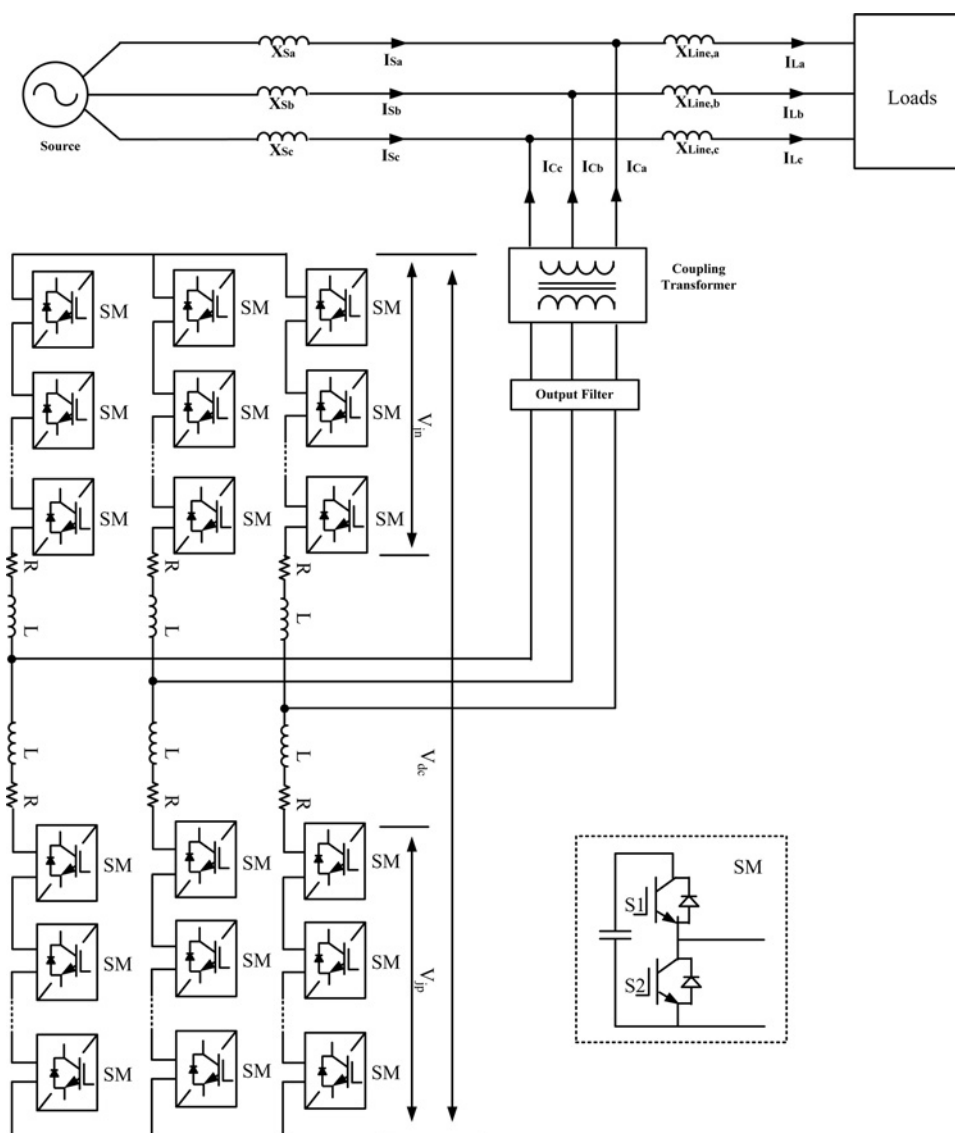 XSa
ISa
XLine,a
ILa
XSb
ISb
XLine,b
ILb
Loads
Source
XSc
ISc
XLine,c
ILc
ICc
ICb
ICa
Coupling
Transformer
SM
SM
SM
Output Filter
SM
SM
SM
Vjn
SM
SM
SM
R
R
R
L
L
L
L
L
L
Vdc
R
R
R
SM
SM
SM
SM
S1
SM
SM
SM
Vjp
S2
SM
SM
SM